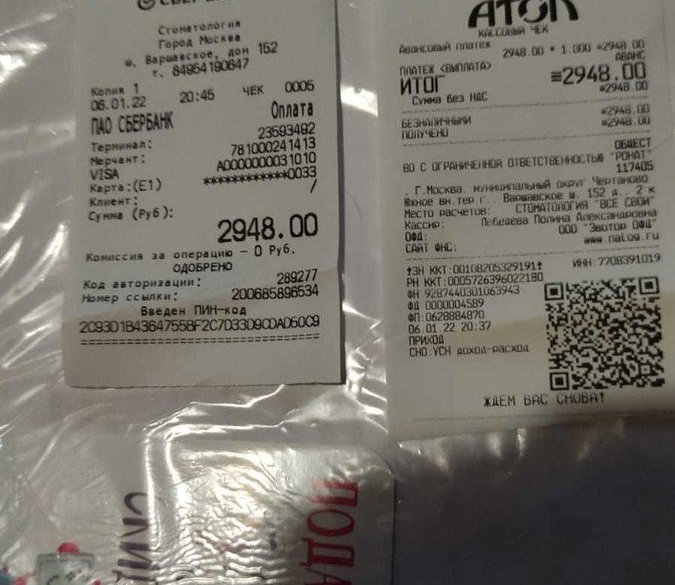 Стоматология
Город Москва
ш. Варшавское, дом 152
т. 84954190647
Копия 1
06.01.22 20:45 ЧЕК 0005
ПАО СБЕРБАНК Оплата
Терминал: 23593492
Мерчант: 781000241413
VISA A0000000031010
Карта:(E1) ************0033
Клиент: /
Сумма (Руб):
2948.00
Комиссия за операцию – 0 Руб.
ОДОБРЕНО
Код авторизации: 289277
Номер ссылки: 200685896534
Введен ПИН-код
2C93D1B4364755BF2C7D33D9CDAD50C9
================================
АТОЛ
КАССОВЫЙ ЧЕК
Авансовый платеж 2948.00 * 1.000 =2948.00
АВАНС
ПЛАТЕЖ <ВЫПЛАТА>
ИТОГ =2948.00
Сумма без НДС =2948.00
БЕЗНАЛИЧНЫМИ =2948.00
ПОЛУЧЕНО =2948.00
ОБЩЕСТ
ВО С ОГРАНИЧЕННОЙ ОТВЕТСТВЕННОСТЬЮ "РОНАТ"
117405
, Г.Москва, муниципальный округ Чертаново
Южное вн.тер г., Варшавское ш, 152 д., 2 к
Место расчетов: СТОМАТОЛОГИЯ "ВСЕ СВОИ"
Кассир: Лебедева Полина Александровна
ОФД: ООО "Эвотор ОФД"
САЙТ ФНС: www.nalog.ru
ЗН ККТ:00108205329191 ИНН:7708391019
РН ККТ:0005726396022180
ФН 9287440301063943
ФД 0000004589
ФП:0628884870
06.01.22 20:37
ПРИХОД
СНО:УСН доход-расход
ЖДЕМ ВАС СНОВА!
СКИД
ПОДА